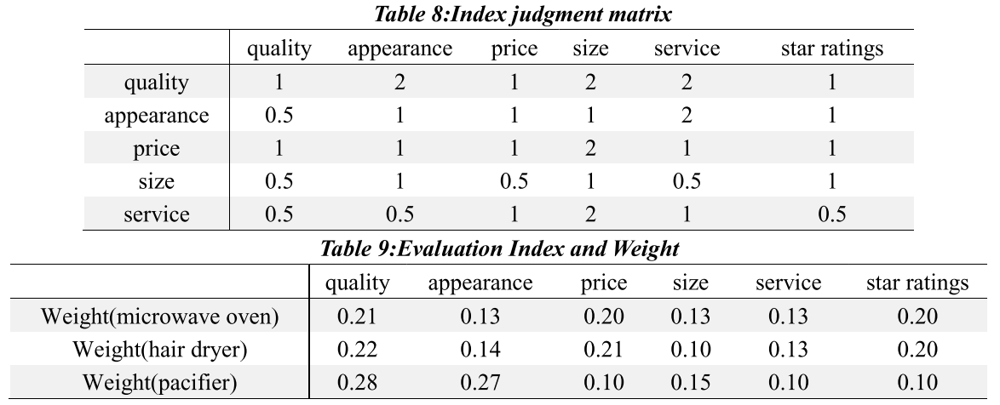 Table 8:Index judgment matrix
quality appearance price size service star ratings
quality 1 2 1 2 2 1
appearance 0.5 1 1 1 2 1
price 1 1 1 2 1 1
size 0.5 1 0.5 1 0.5 1
service 0.5 0.5 1 2 1 0.5
Table 9:Evaluation Index and Weight
quality appearance price size service star ratings
Weight(microwave oven) 0.21 0.13 0.20 0.13 0.13 0.20
Weight(hair dryer) 0.22 0.14 0.21 0.10 0.13 0.20
Weight(pacifier) 0.28 0.27 0.10 0.15 0.10 0.10